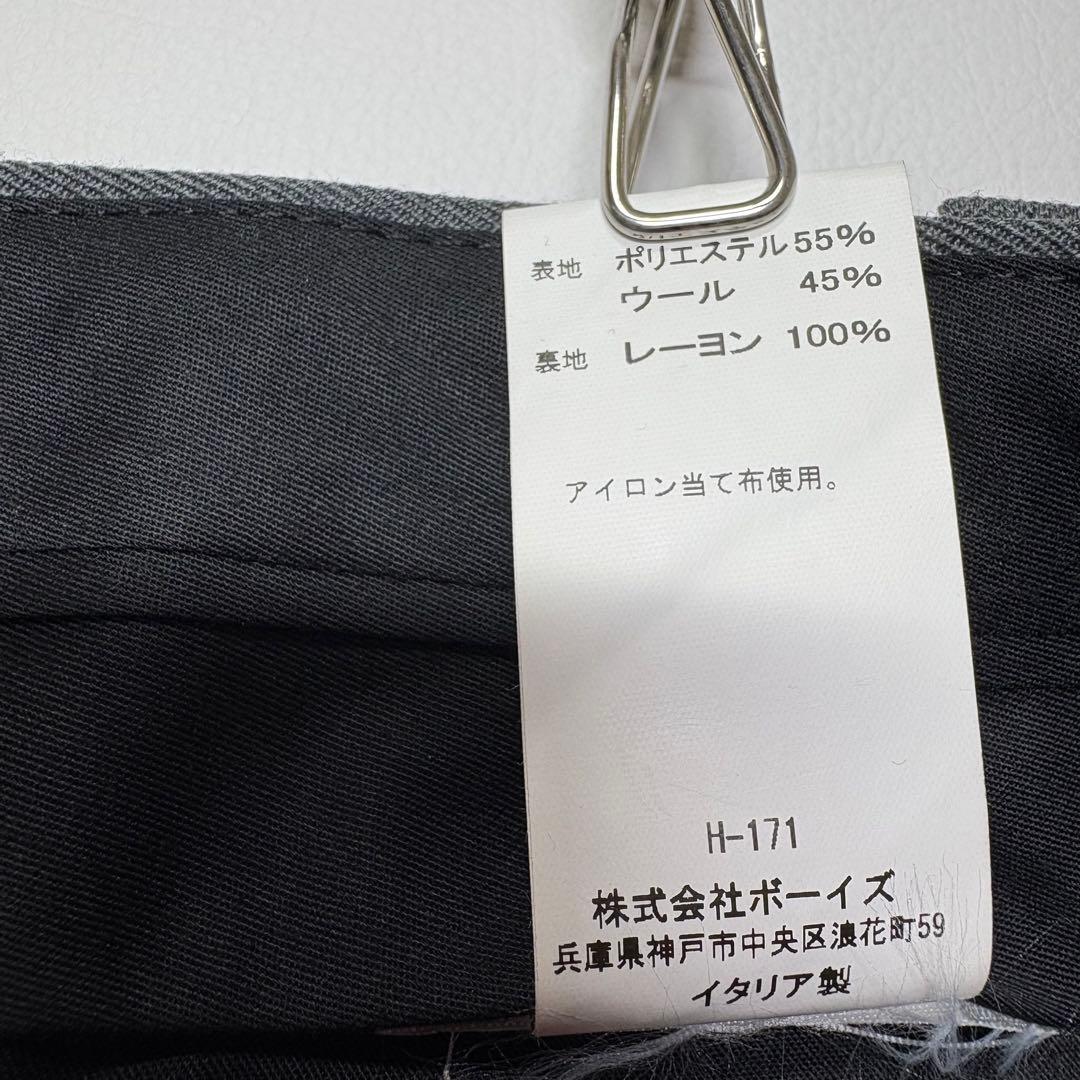 表地 ポリエステル 55%
ウール 45%
裏地 レーヨン 100%
アイロン当て布使用。
H-171
株式会社ボーイズ
兵庫県神戸市中央区浪花町59
イタリア製